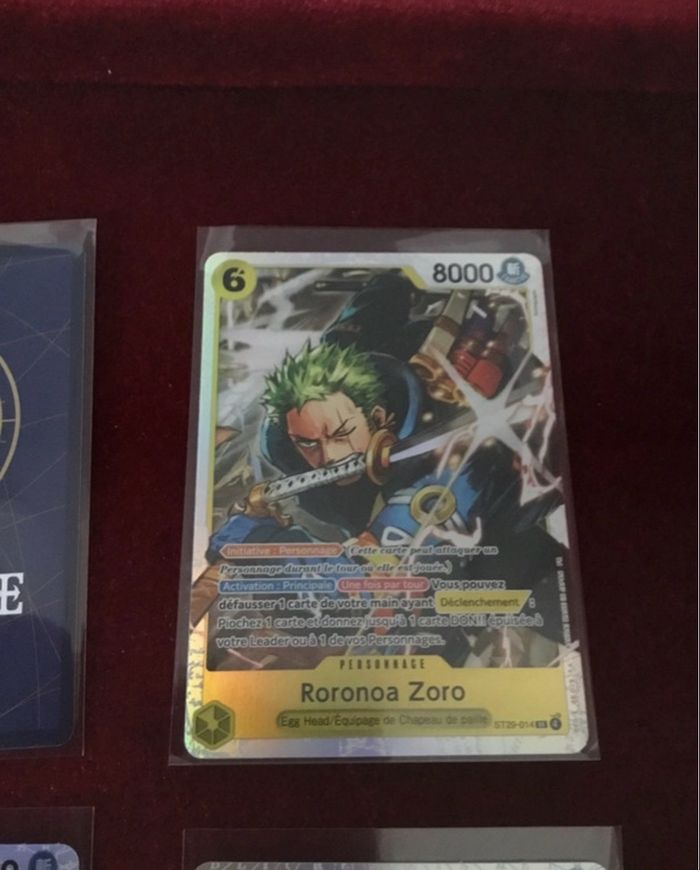 6
8000
Initiative : Personnage (Cette carte peut attaquer un
Personnage durant le tour où elle est jouée.)
Activation : Principale Une fois par tour Vous pouvez
défausser 1 carte de votre main ayant Déclenchement :
Piochez 1 carte et donnez jusqu'à 1 carte DON!! épuisée à
votre Leader ou à 1 de vos Personnages.
PERSONNAGE
Roronoa Zoro
Egg Head/Équipage de Chapeau de paille
ST29-014
E